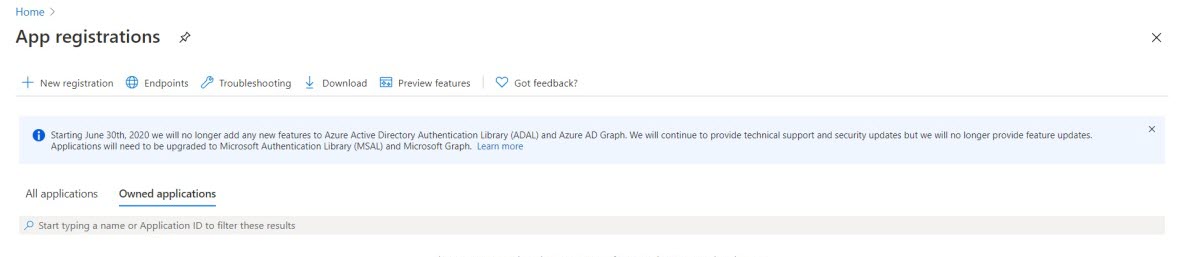 Home >
App registrations
+ New registration Endpoints Troubleshooting Download Preview features Got feedback?
Starting June 30th, 2020 we will no longer add any new features to Azure Active Directory Authentication Library (ADAL) and Azure AD Graph. We will continue to provide technical support and security updates but we will no longer provide feature updates.
Applications will need to be upgraded to Microsoft Authentication Library (MSAL) and Microsoft Graph. Learn more
All applications Owned applications
Start typing a name or Application ID to filter these results